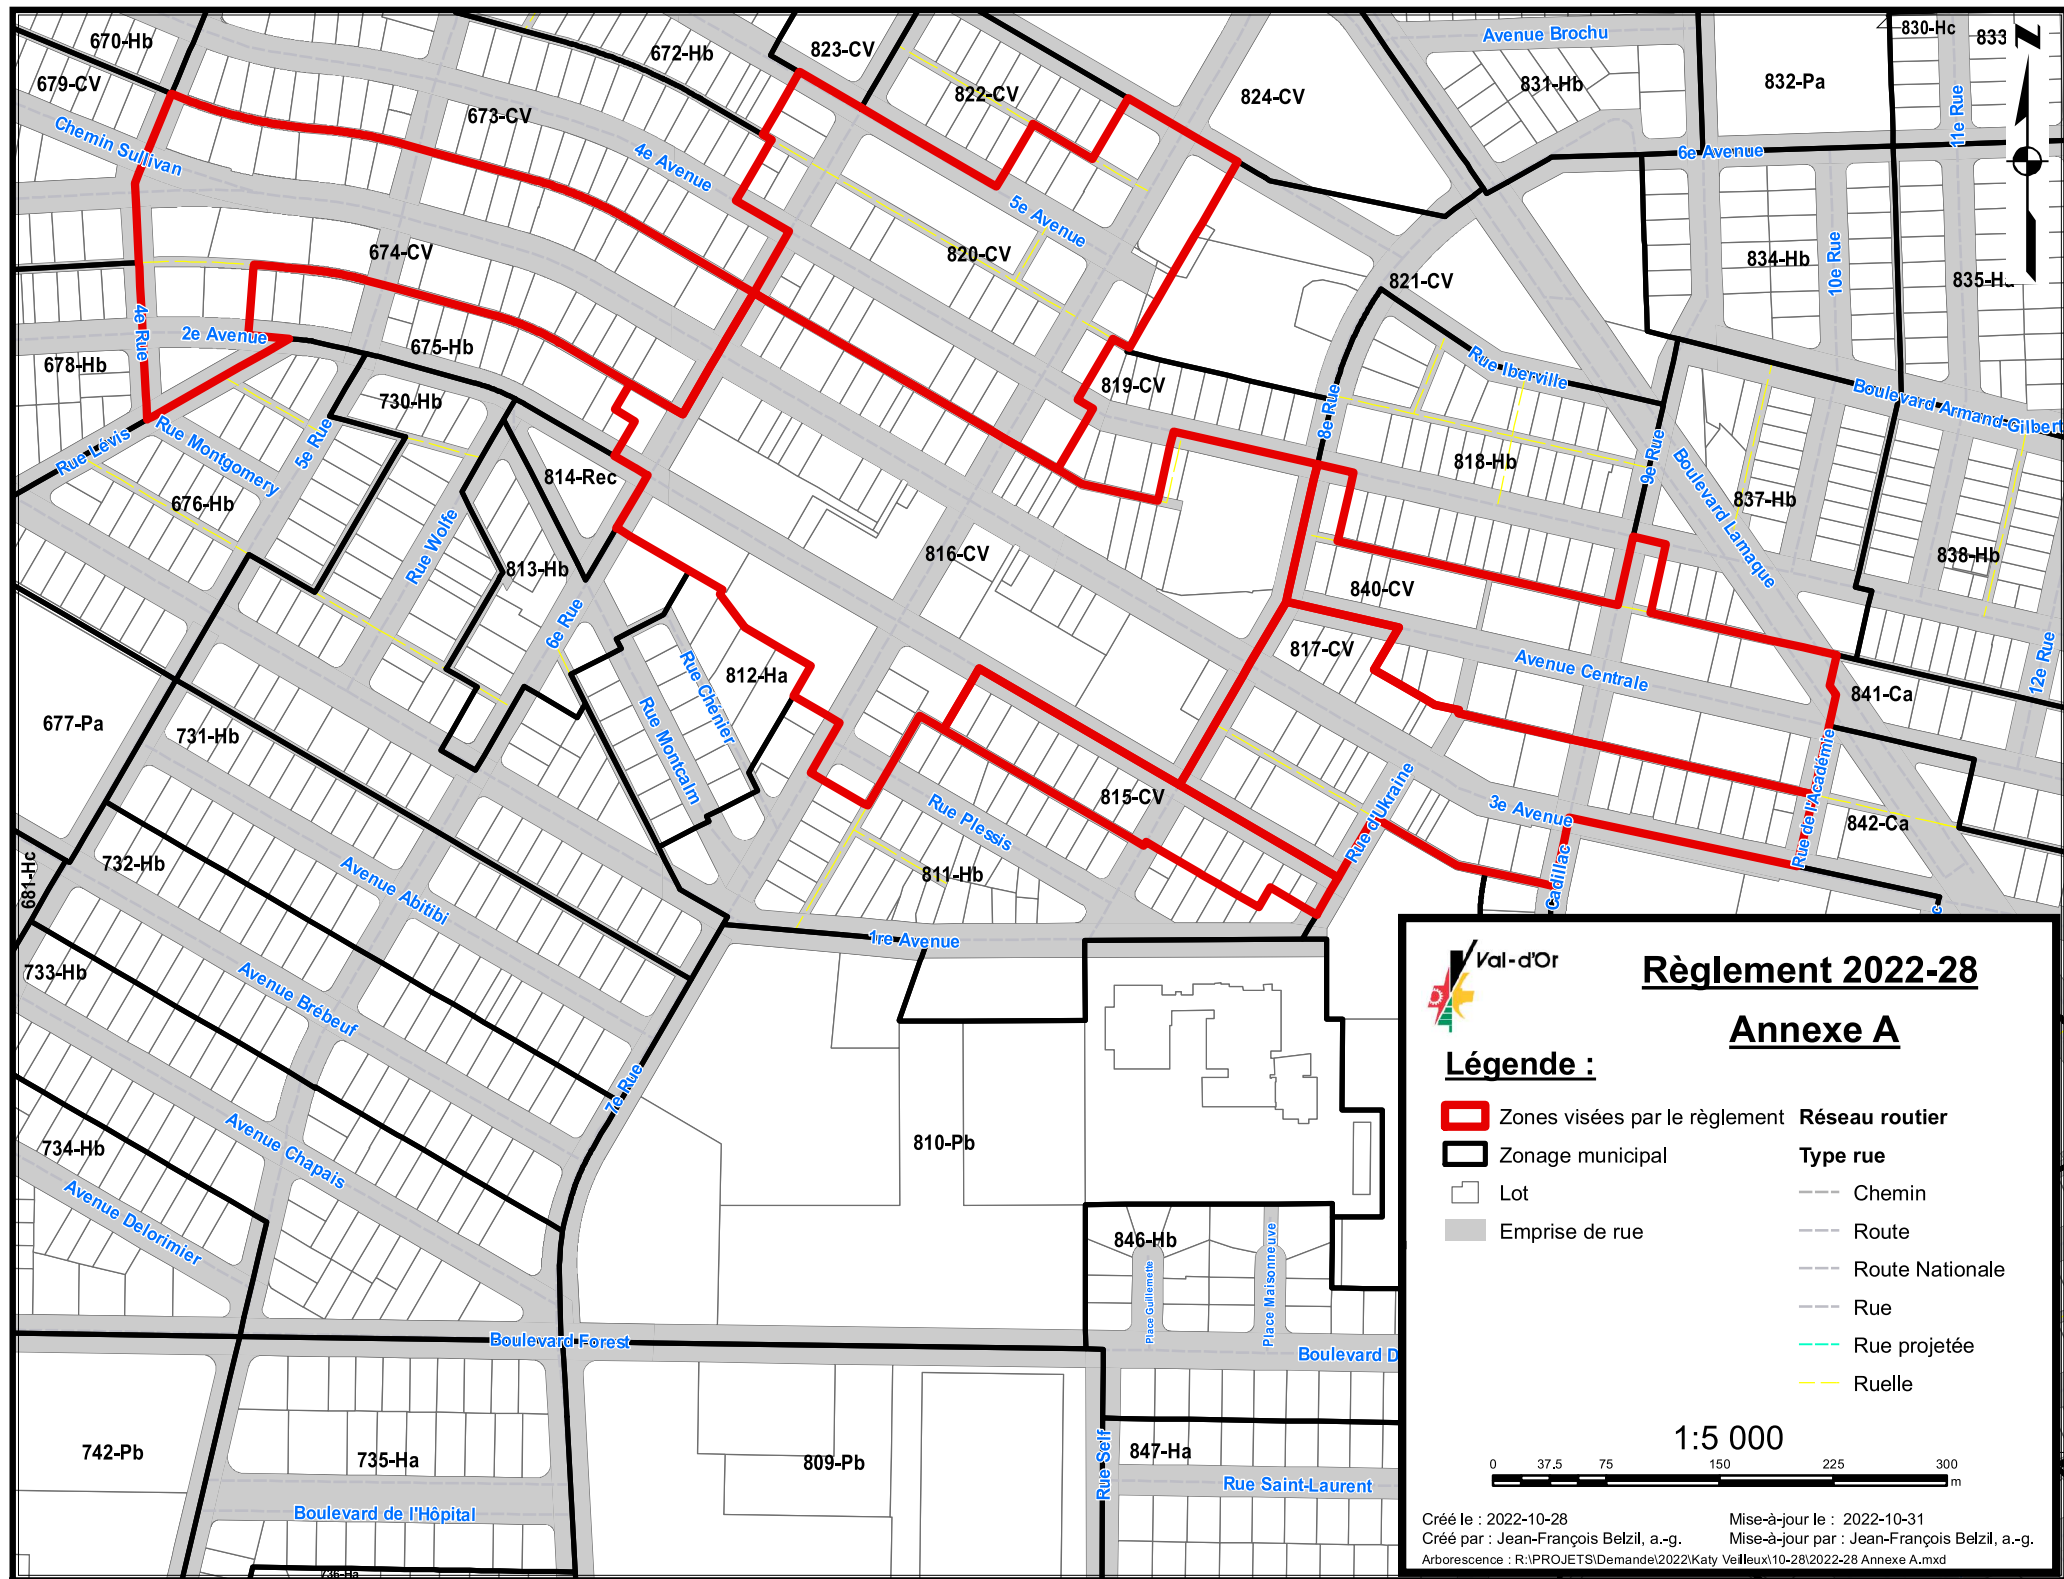 670-Hb
679-CV
672-Hb
823-CV
822-CV
824-CV
Avenue Brochu
831-Hb
832-Pa
830-Hc
833
Z
673-CV
4e Avenue
Chemin Sullivan
6e Avenue
11e Rue
5e Avenue
674-CV
820-CV
821-CV
834-Hb
10e Rue
4e Rue
2e Avenue
675-Hb
678-Hb
730-Hb
819-CV
8e Rue
Rue Iberville
Boulevard Armand-Gilbert
Rue Lévis
Rue Montgomery
5e Rue
676-Hb
814-Rec
818-Hb
9e Rue
Boulevard Lamaque
837-Hb
838-Hb
Rue Wolfe
813-Hb
816-CV
840-CV
6e Rue
817-CV
Avenue Centrale
841-Ca
12e Rue
812-Ha
Rue Chénier
Rue Montcalm
677-Pa
731-Hb
815-CV
Rue d'Ukraine
3e Avenue
Rue de l'Académie
842-Ca
Rue Plessis
811-Hb
Cadillac
681-Hc
732-Hb
Avenue Abitibi
1re Avenue
c
733-Hb
Avenue Brébeuf
7e Rue
734-Hb
Avenue Chapais
Avenue Delorimier
810-Pb
846-Hb
Place Guillemette
Place Maisonneuve
Boulevard Forest
Boulevard D
742-Pb
735-Ha
809-Pb
Rue Self
847-Ha
Rue Saint-Laurent
Boulevard de l'Hôpital
736-Ha
Val-d'Or
Règlement 2022-28
Annexe A
Légende :
Zones visées par le règlement
Zonage municipal
Lot
Emprise de rue
Réseau routier
Type rue
Chemin
Route
Route Nationale
Rue
Rue projetée
Ruelle
1:5 000
0 37.5 75 150 225 300
m
Créé le : 2022-10-28 Mise-à-jour le : 2022-10-31
Créé par : Jean-François Belzil, a.-g. Mise-à-jour par : Jean-François Belzil, a.-g.
Arborescence : R:\PROJETS\Demande\2022\Katy Veilleux\10-28\2022-28 Annexe A.mxd